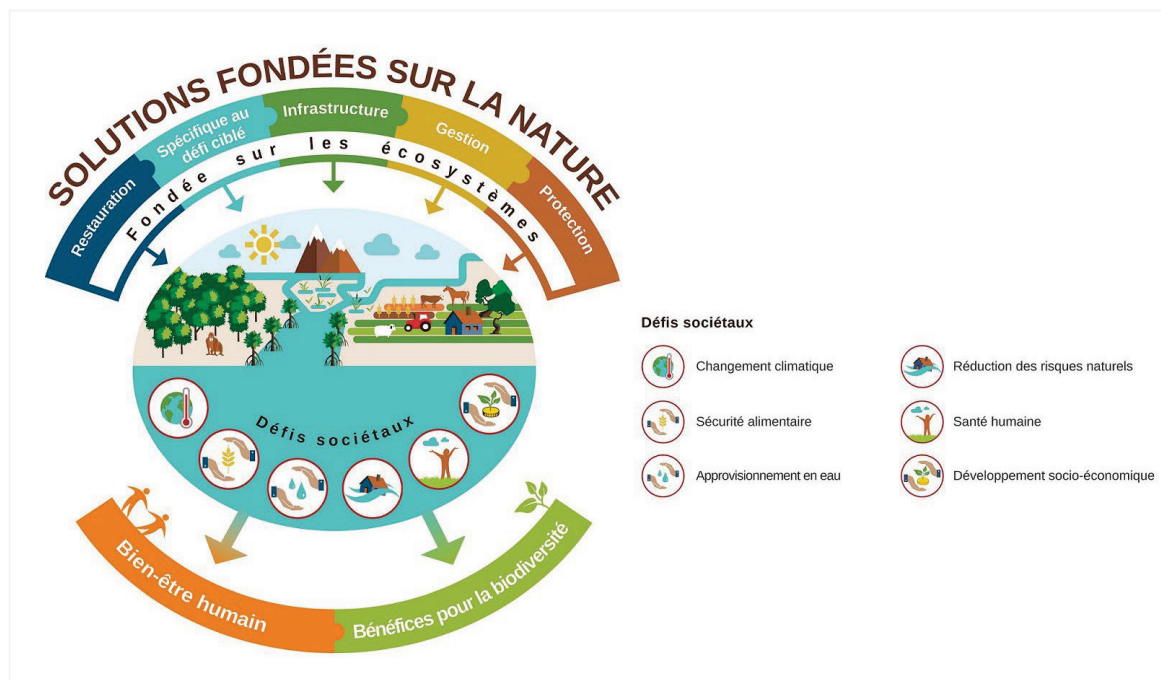 SOLUTIONS FONDÉES SUR LA NATURE
Restauration
Spécifique au
défi ciblé
Infrastructure
Gestion
Protection
Fondée sur les écosystèmes
Défis sociétaux
Bien-être humain
Bénéfices pour la biodiversité
Défis sociétaux
Changement climatique
Réduction des risques naturels
Sécurité alimentaire
Santé humaine
Approvisionnement en eau
Développement socio-économique